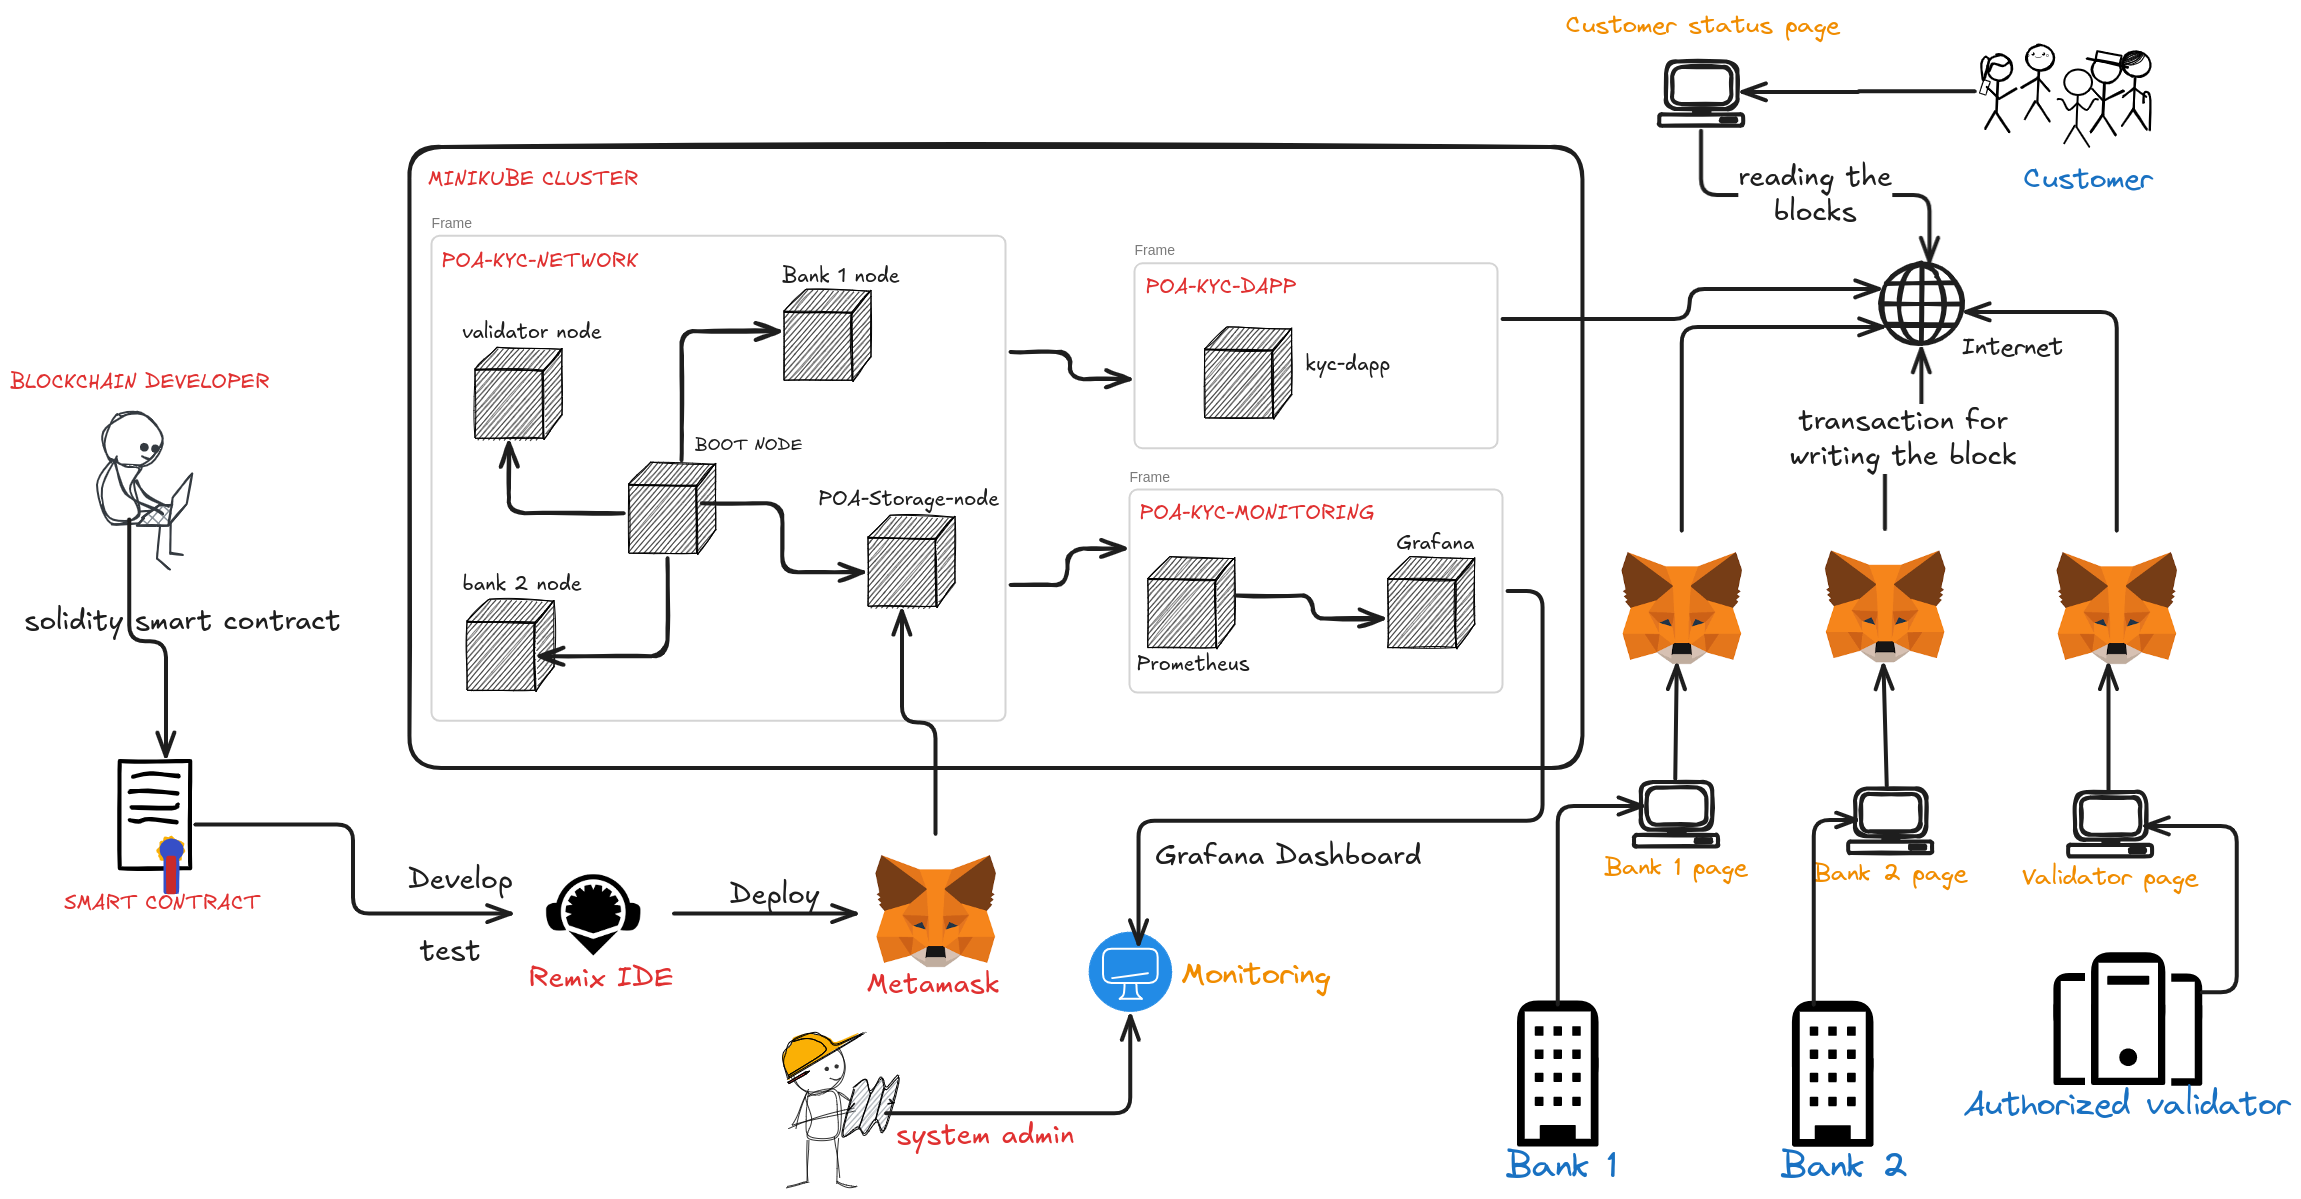 Customer status page
Customer
reading the
blocks
MINIKUBE CLUSTER
Frame
POA-KYC-NETWORK
Bank 1 node
validator node
BOOT NODE
POA-Storage-node
bank 2 node
Frame
POA-KYC-DAPP
kyc-dapp
Frame
POA-KYC-MONITORING
Grafana
Prometheus
Internet
transaction for
writing the block
BLOCKCHAIN DEVELOPER
solidity smart contract
SMART CONTRACT
Develop
test
Remix IDE
Deploy
Metamask
Grafana Dashboard
Monitoring
system admin
Bank 1 page
Bank 2 page
Validator page
Bank 1
Bank 2
Authorized validator